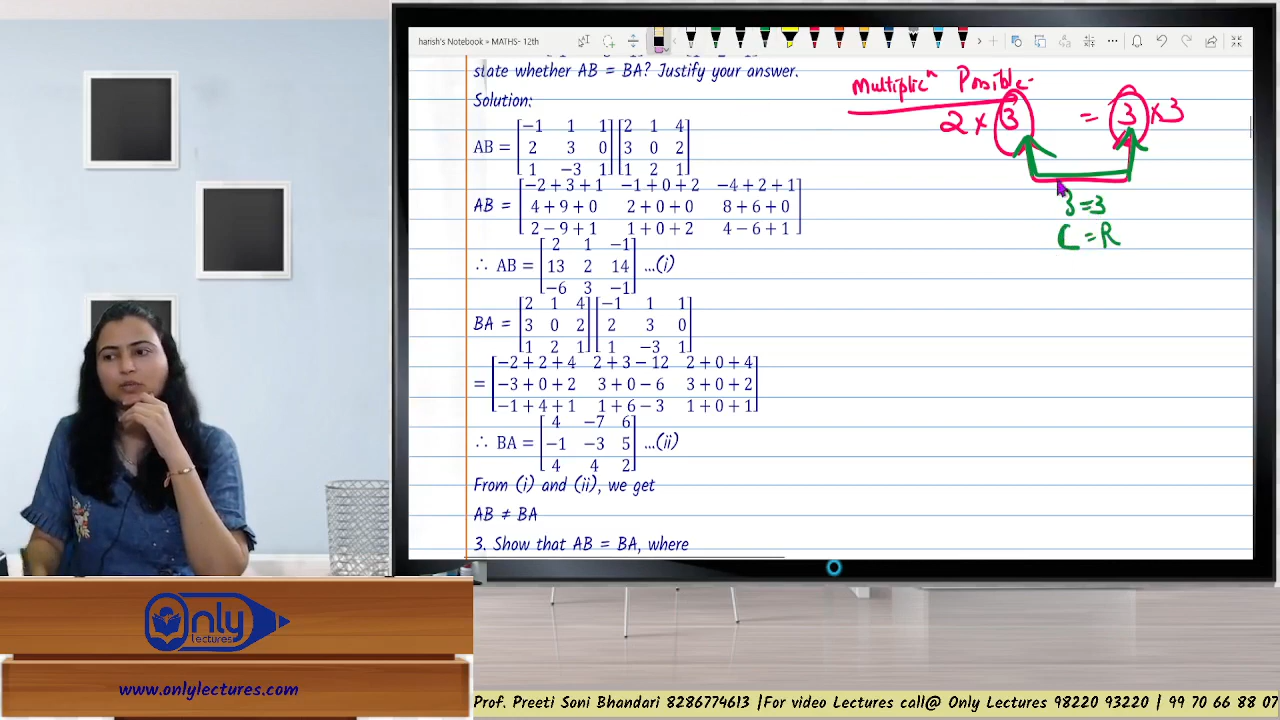 harish's Notebook » MATHS- 12th
state whether AB = BA? Justify your answer.
Solution:
AB = [−1 1 1; 2 3 0; 1 −3 1] [2 1 4; 3 0 2; 1 2 1]
AB = [−2 + 3 + 1 −1 + 0 + 2 −4 + 2 + 1; 4 + 9 + 0 2 + 0 + 0 8 + 6 + 0; 2 − 9 + 1 1 + 0 + 2 4 − 6 + 1]
∴ AB = [2 1 −1; 13 2 14; −6 3 −1] ...(i)
BA = [2 1 4; 3 0 2; 1 2 1] [−1 1 1; 2 3 0; 1 −3 1]
= [−2 + 2 + 4 2 + 3 − 12 2 + 0 + 4; −3 + 0 + 2 3 + 0 − 6 3 + 0 + 2; −1 + 4 + 1 1 + 6 − 3 1 + 0 + 1]
∴ BA = [4 −7 6; −1 −3 5; 4 4 2] ...(ii)
From (i) and (ii), we get
AB ≠ BA
3. Show that AB = BA, where
Multiplicⁿ Possible
2 × 3 = 3 × 3
3 = 3
C = R
Only
lectures
www.onlylectures.com
Prof. Preeti Soni Bhandari 8286774613 |For video Lectures call@ Only Lectures 98220 93220 | 99 70 66 88 07